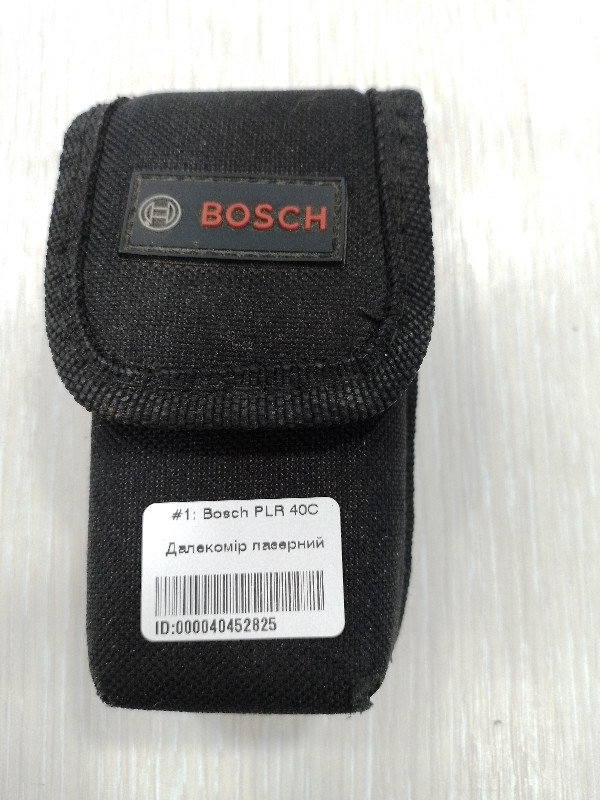 BOSCH
#1: Bosch PLR 40C
Далекомір лазерний
ID:000040452825